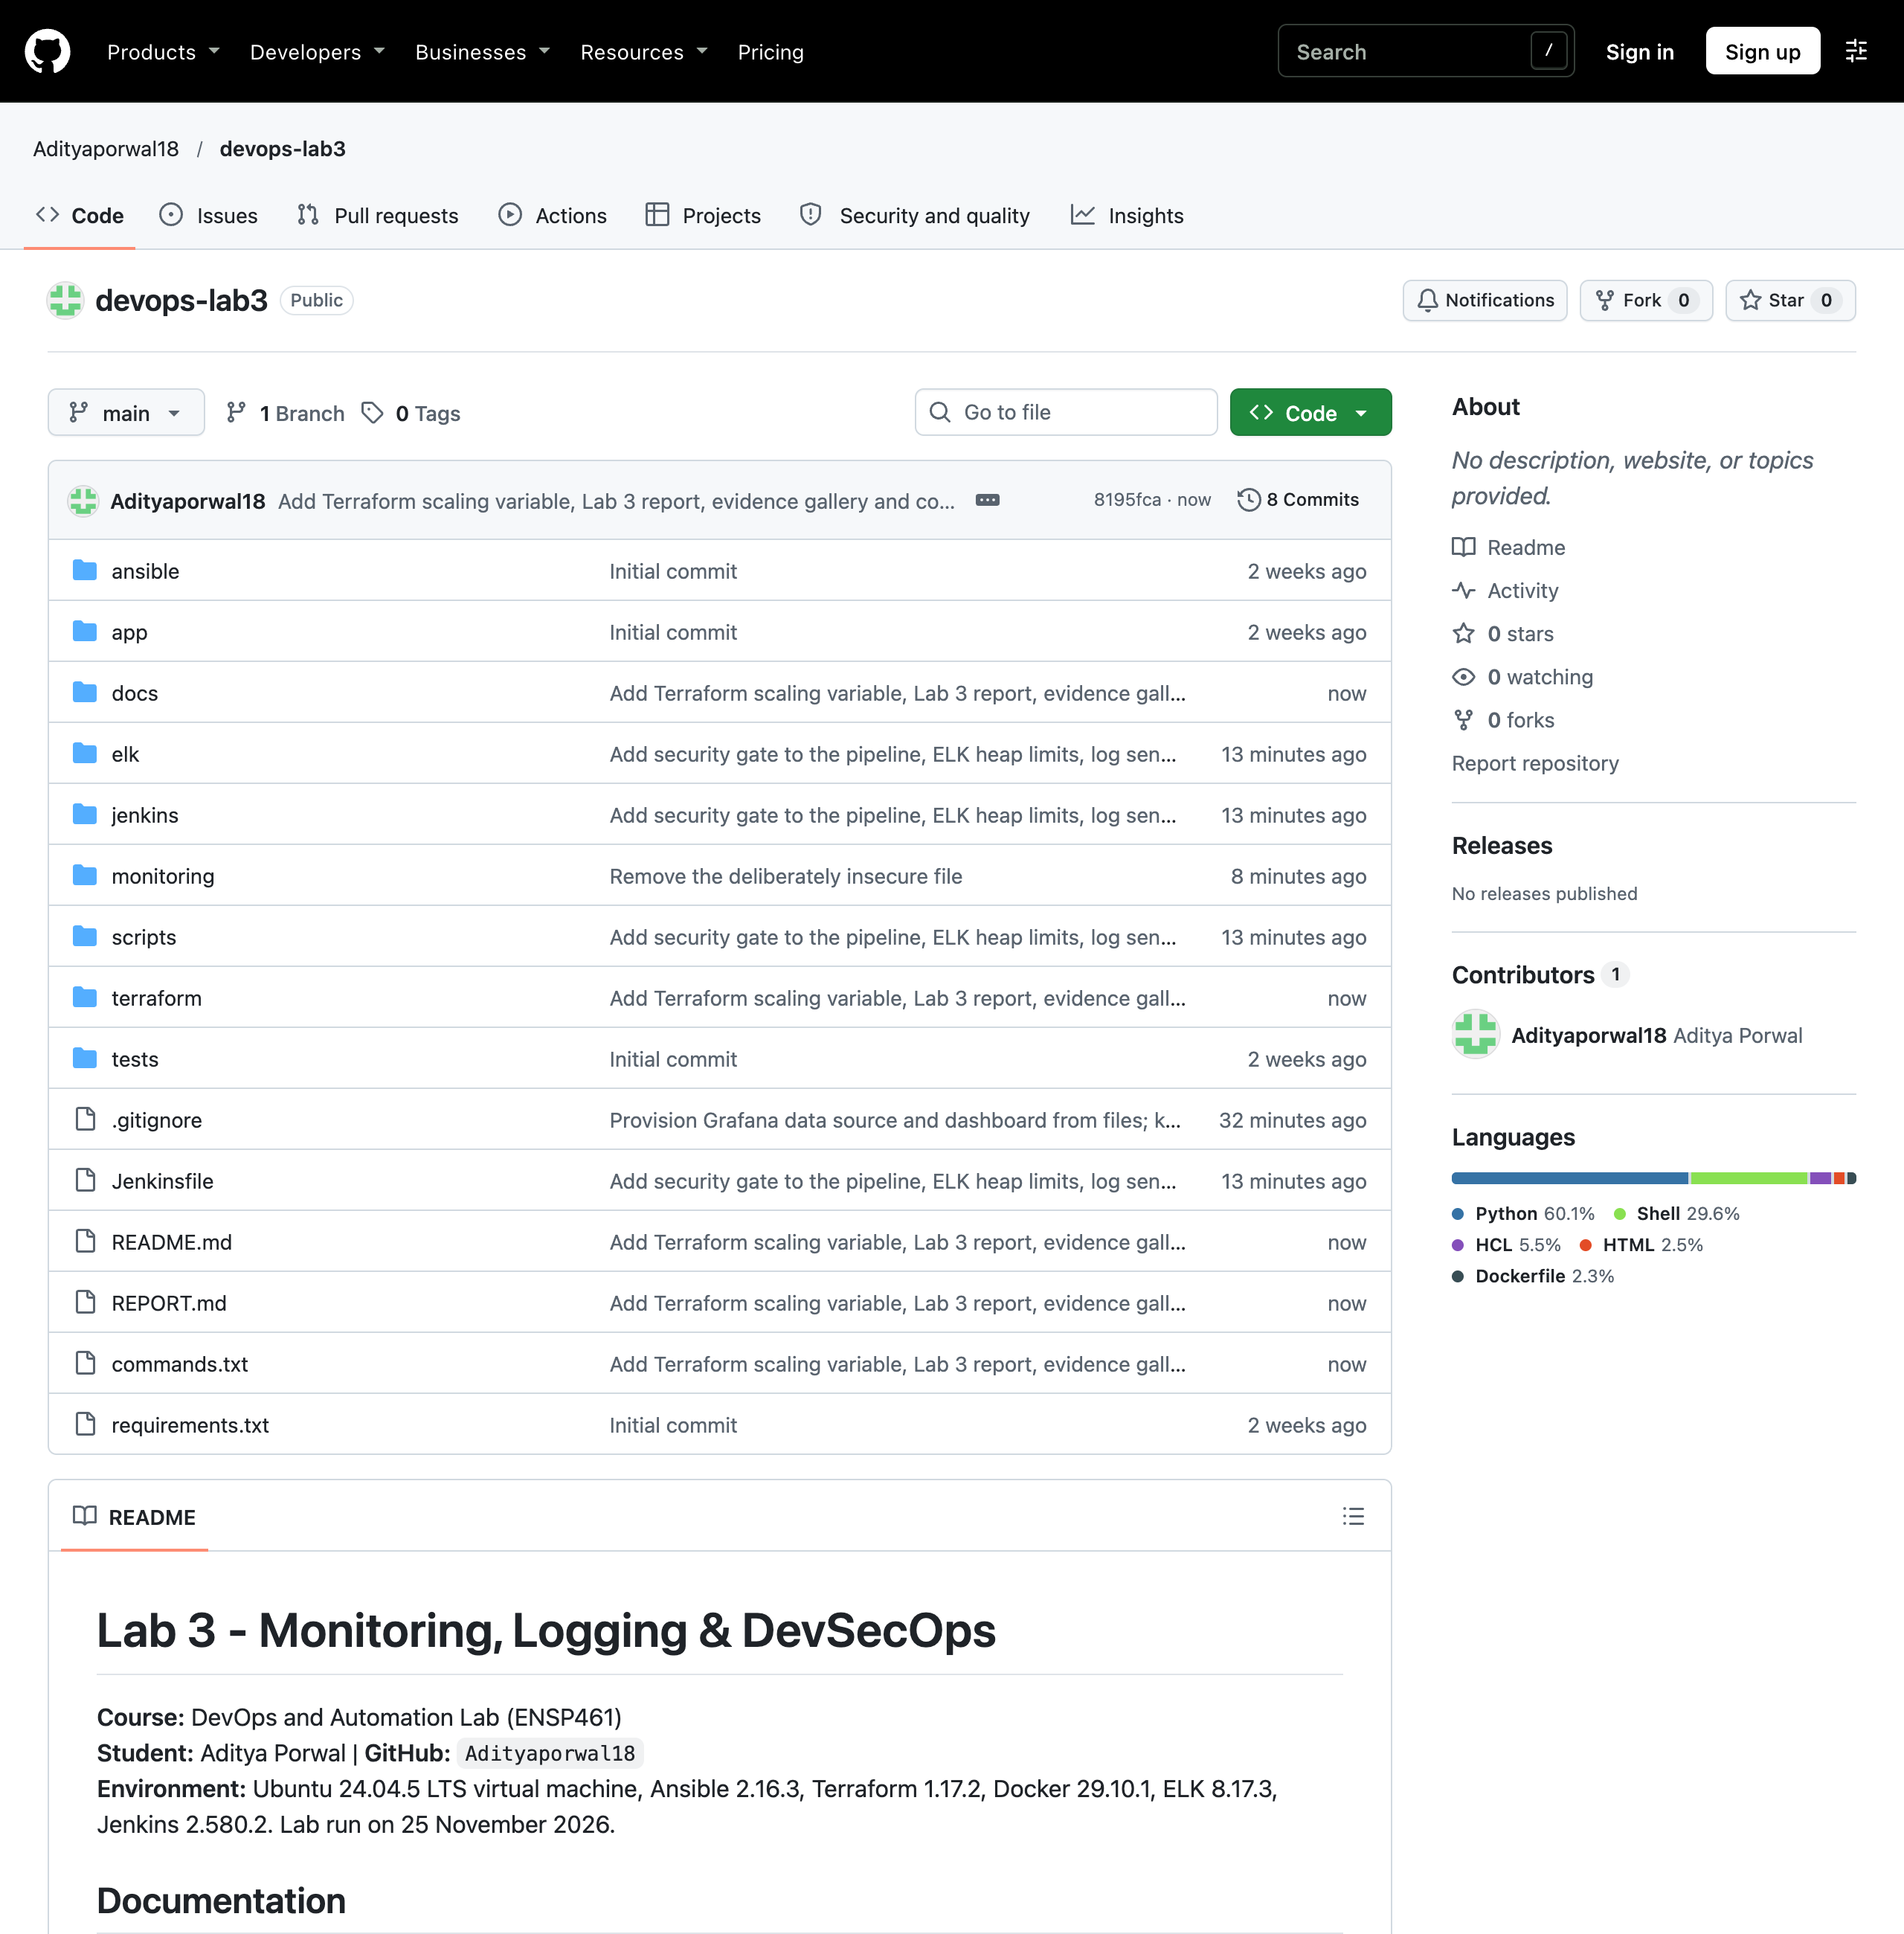 Products Developers Businesses Resources Pricing Search / Sign in Sign up
Adityaporwal18 / devops-lab3
Code Issues Pull requests Actions Projects Security and quality Insights
devops-lab3 Public Notifications Fork 0 Star 0
main 1 Branch 0 Tags Go to file Code
Adityaporwal18 Add Terraform scaling variable, Lab 3 report, evidence gallery and co... 8195fca · now 8 Commits
ansible Initial commit 2 weeks ago
app Initial commit 2 weeks ago
docs Add Terraform scaling variable, Lab 3 report, evidence gall... now
elk Add security gate to the pipeline, ELK heap limits, log sen... 13 minutes ago
jenkins Add security gate to the pipeline, ELK heap limits, log sen... 13 minutes ago
monitoring Remove the deliberately insecure file 8 minutes ago
scripts Add security gate to the pipeline, ELK heap limits, log sen... 13 minutes ago
terraform Add Terraform scaling variable, Lab 3 report, evidence gall... now
tests Initial commit 2 weeks ago
.gitignore Provision Grafana data source and dashboard from files; k... 32 minutes ago
Jenkinsfile Add security gate to the pipeline, ELK heap limits, log sen... 13 minutes ago
README.md Add Terraform scaling variable, Lab 3 report, evidence gall... now
REPORT.md Add Terraform scaling variable, Lab 3 report, evidence gall... now
commands.txt Add Terraform scaling variable, Lab 3 report, evidence gall... now
requirements.txt Initial commit 2 weeks ago
README
Lab 3 - Monitoring, Logging & DevSecOps
Course: DevOps and Automation Lab (ENSP461)
Student: Aditya Porwal | GitHub: Adityaporwal18
Environment: Ubuntu 24.04.5 LTS virtual machine, Ansible 2.16.3, Terraform 1.17.2, Docker 29.10.1, ELK 8.17.3,
Jenkins 2.580.2. Lab run on 25 November 2026.
Documentation
About
No description, website, or topics
provided.
Readme
Activity
0 stars
0 watching
0 forks
Report repository
Releases
No releases published
Contributors 1
Adityaporwal18 Aditya Porwal
Languages
Python 60.1% Shell 29.6%
HCL 5.5% HTML 2.5%
Dockerfile 2.3%